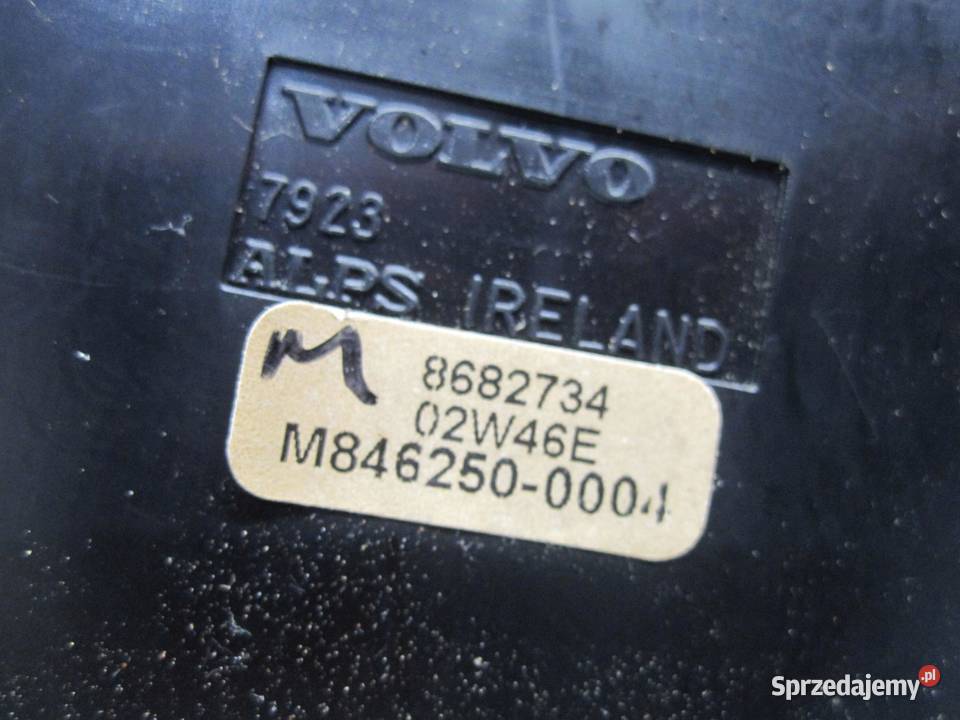 VOLVO
7923
ALPS IRELAND
M
8682734
02W46E
M846250-0004
Sprzedajemy.pl